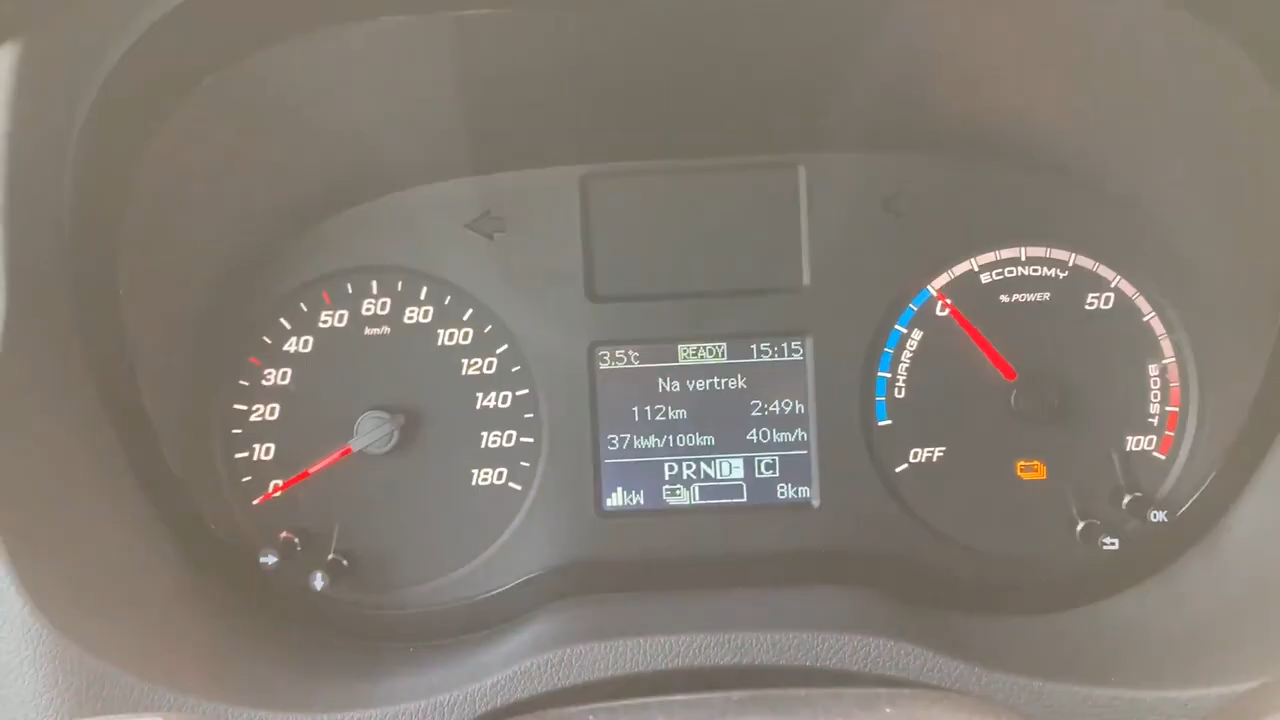 0
10
20
30
40
50
60
80
100
120
140
160
180
km/h
3.5°C READY 15:15
Na vertrek
112km 2:49h
37kWh/100km 40km/h
PRND- C
kW 8km
OFF
CHARGE
0
ECONOMY
% POWER
50
BOOST
100
OK